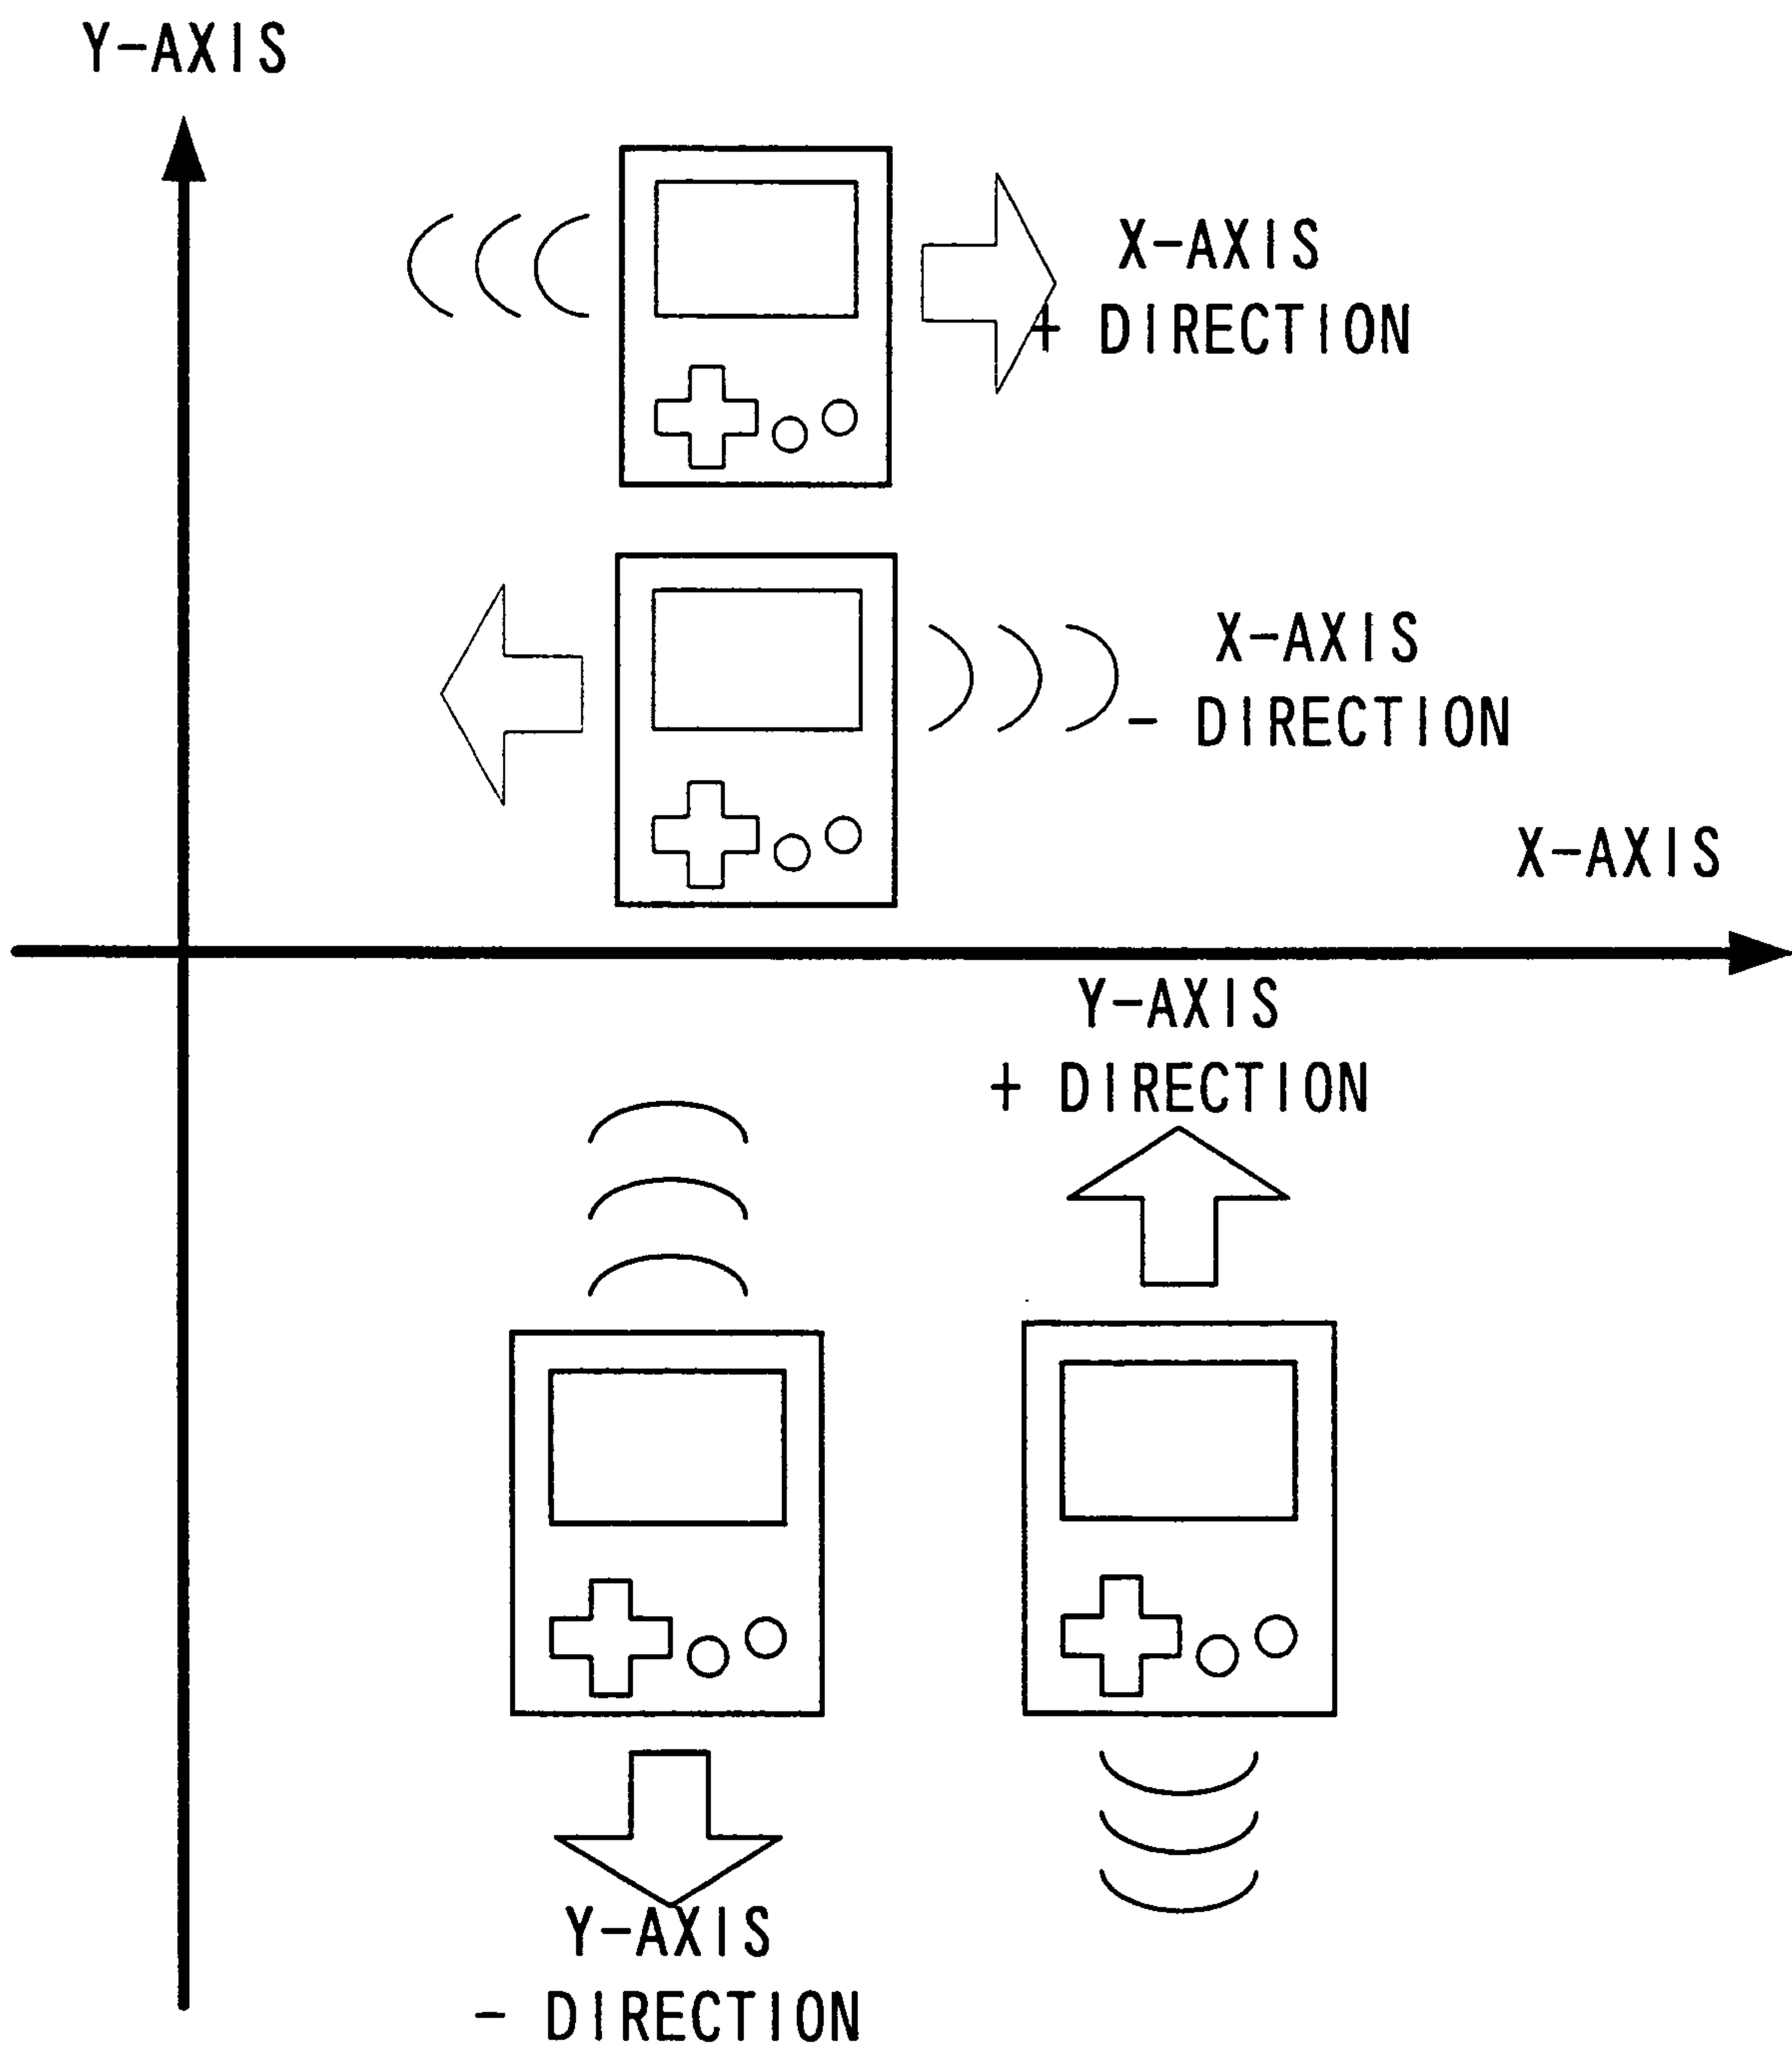 Y-AXIS
X-AXIS
+ DIRECTION
X-AXIS
- DIRECTION
X-AXIS
Y-AXIS
+ DIRECTION
Y-AXIS
- DIRECTION